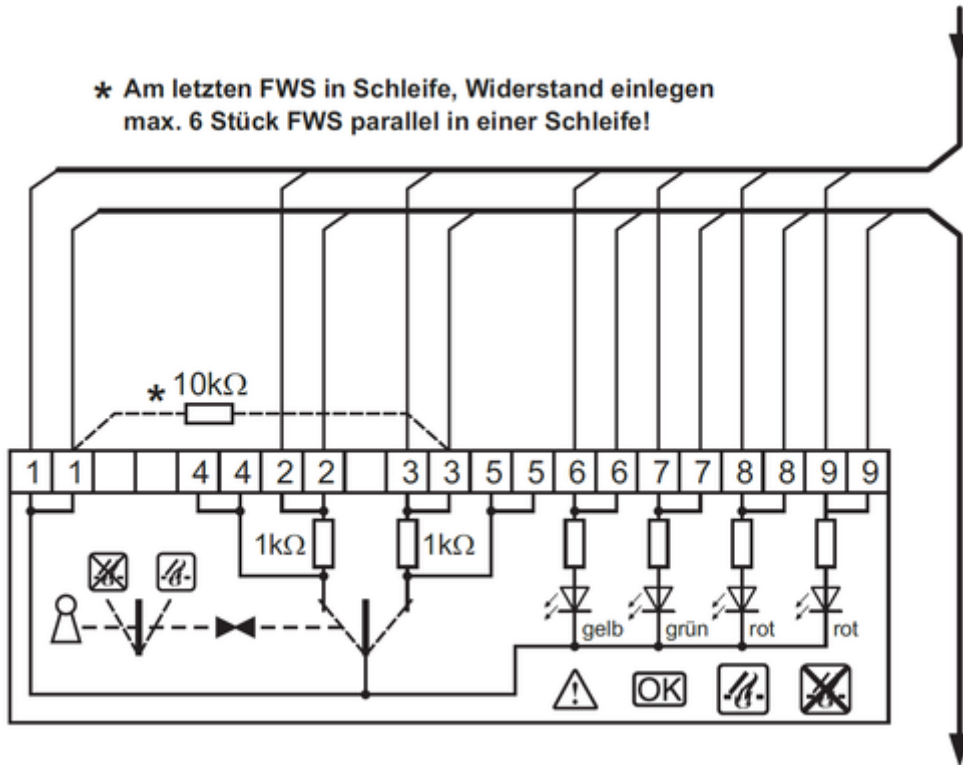 * Am letzten FWS in Schleife, Widerstand einlegen
max. 6 Stück FWS parallel in einer Schleife!
* 10kΩ
1 1 4 4 2 2 3 3 5 5 6 6 7 7 8 8 9 9
1kΩ 1kΩ
gelb grün rot rot
OK